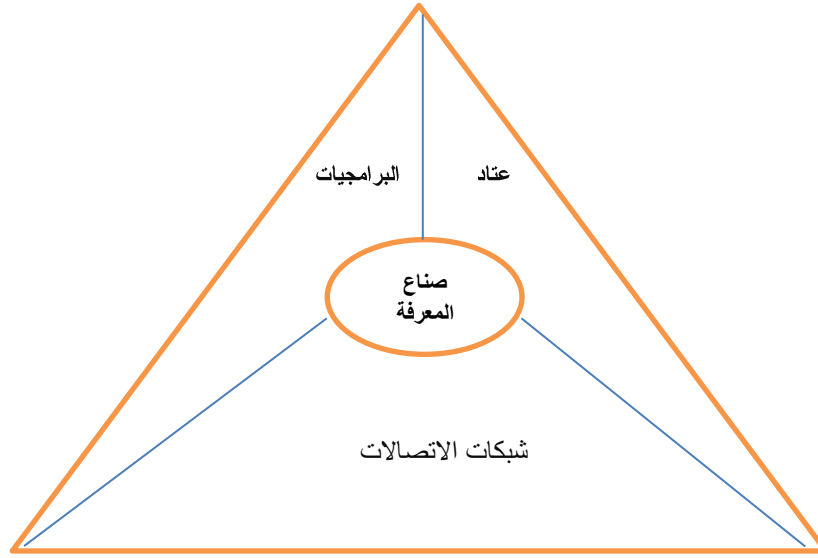 عتاد
البرامجيات
صناع
المعرفة
شبكات الاتصالات